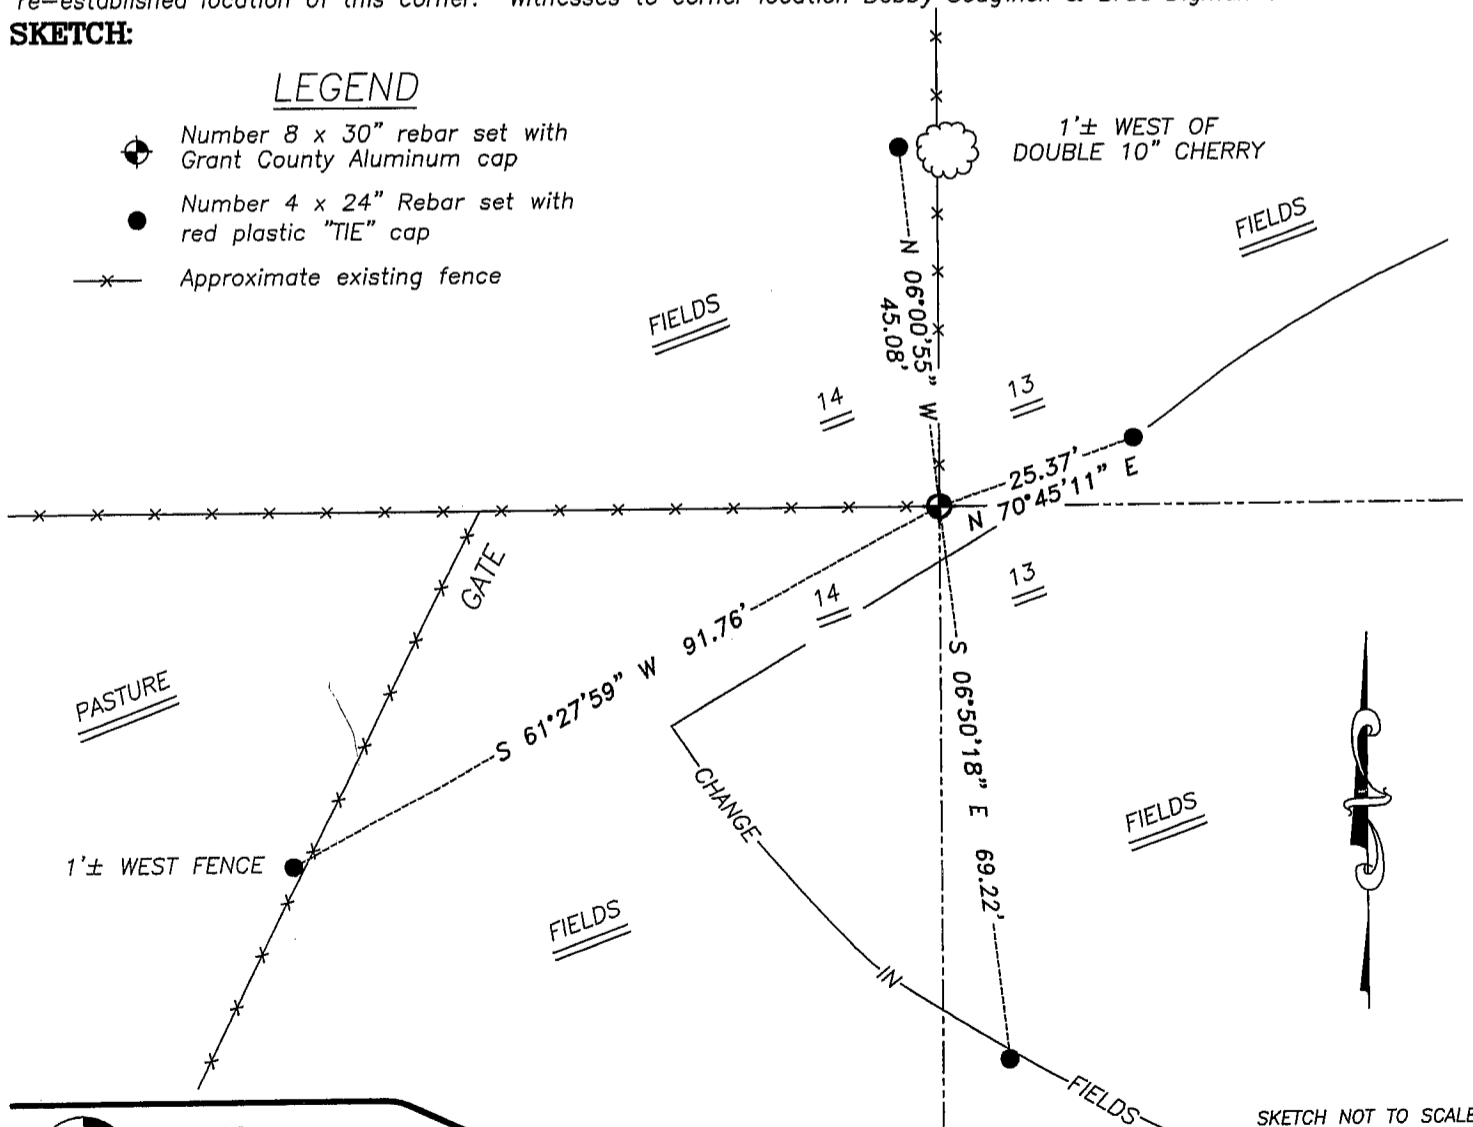 SKETCH:
LEGEND
Number 8 x 30" rebar set with
Grant County Aluminum cap
Number 4 x 24" Rebar set with
red plastic "TIE" cap
Approximate existing fence
1'± WEST OF
DOUBLE 10" CHERRY
FIELDS
FIELDS
N 06°00'55" W
45.08'
14
13
25.37'
N 70°45'11" E
GATE
14
13
S 61°27'59" W 91.76'
PASTURE
S 06°50'18" E 69.22'
CHANGE
FIELDS
1'± WEST FENCE
FIELDS
IN
FIELDS
SKETCH NOT TO SCALE